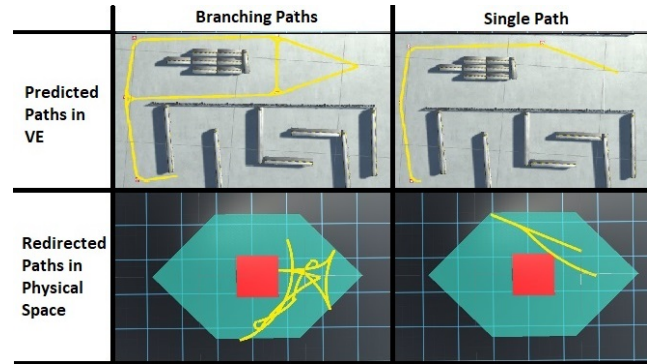 Branching Paths
Single Path
Predicted
Paths in
VE
Redirected
Paths in
Physical
Space